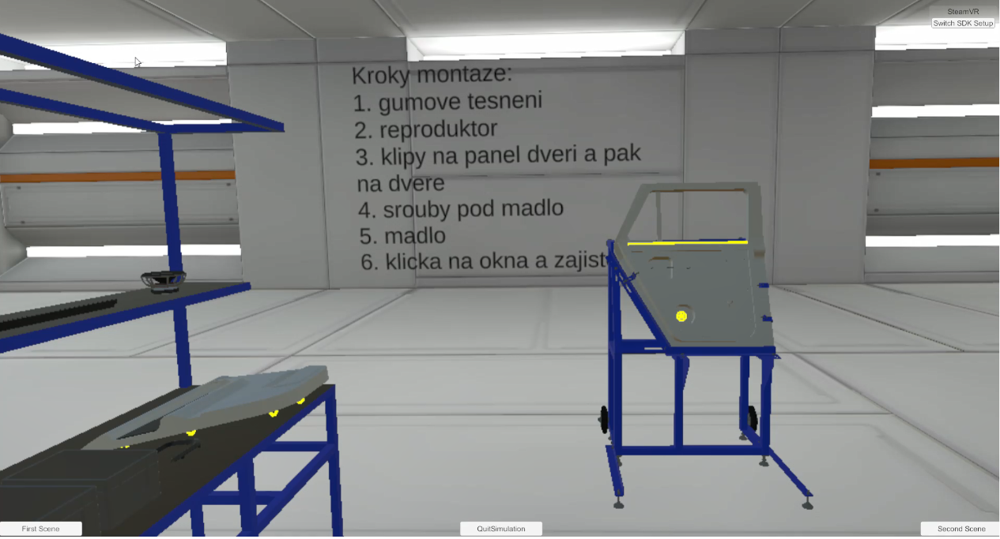 SteamVR
Switch SDK Setup
Kroky montaze:
1. gumove tesneni
2. reproduktor
3. klipy na panel dveri a pak
na dvere
4. srouby pod madlo
5. madlo
6. klicka na okna a zajist
First Scene
QuitSimulation
Second Scene